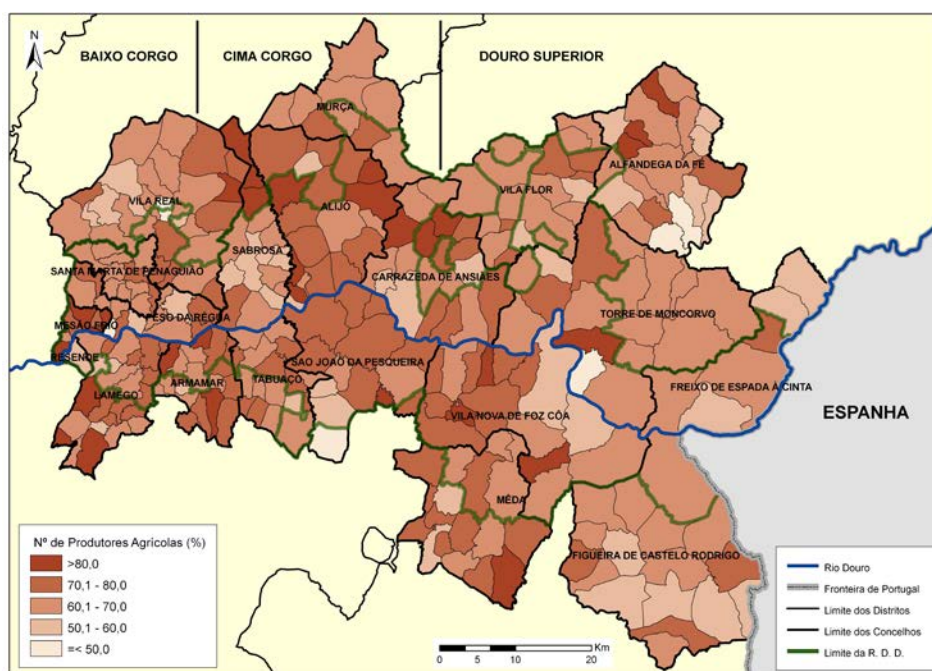 N
BAIXO CORGO
CIMA CORGO
DOURO SUPERIOR
MURÇA
ALFANDEGA DA FÉ
VILA FLOR
VILA REAL
ALIJÓ
SABROSA
SANTA MARTA DE PENAGUIÃO
CARRAZEDA DE ANSIÃES
TORRE DE MONCORVO
MESÃO FRIO
PESO DA RÉGUA
RESENDE
SÃO JOÃO DA PESQUEIRA
LAMEGO
ARMAMAR
TABUAÇO
FREIXO DE ESPADA À CINTA
VILA NOVA DE FOZ CÔA
ESPANHA
MÊDA
FIGUEIRA DE CASTELO RODRIGO
Nº de Produtores Agrícolas (%)
>80,0
70,1 - 80,0
60,1 - 70,0
50,1 - 60,0
=< 50,0
Km
0 5 10 20
Rio Douro
Fronteira de Portugal
Limite dos Distritos
Limite dos Concelhos
Limite da R. D. D.